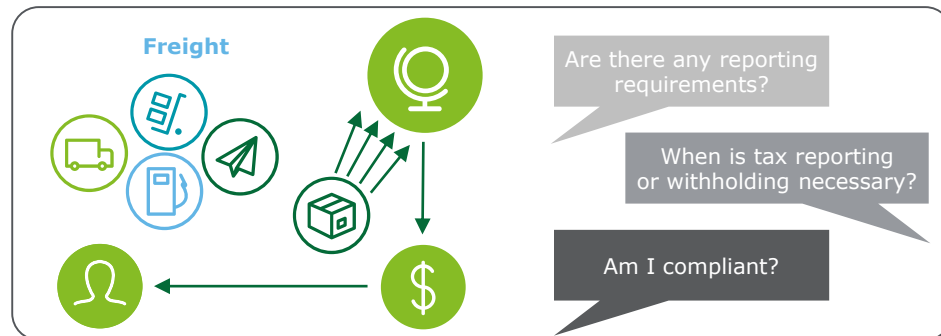 Freight
Are there any reporting
requirements?
When is tax reporting
or withholding necessary?
Am I compliant?
$